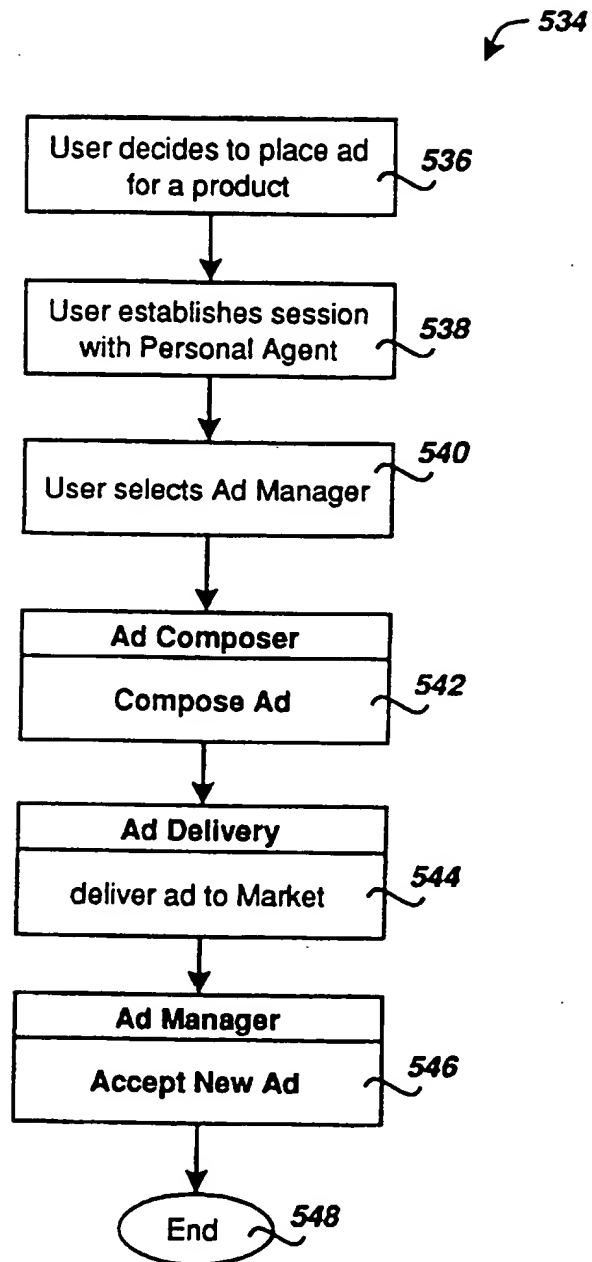 534
User decides to place ad
for a product
536
User establishes session
with Personal Agent
538
540
User selects Ad Manager
Ad Composer
Compose Ad
542
Ad Delivery
deliver ad to Market
544
Ad Manager
Accept New Ad
546
End
548